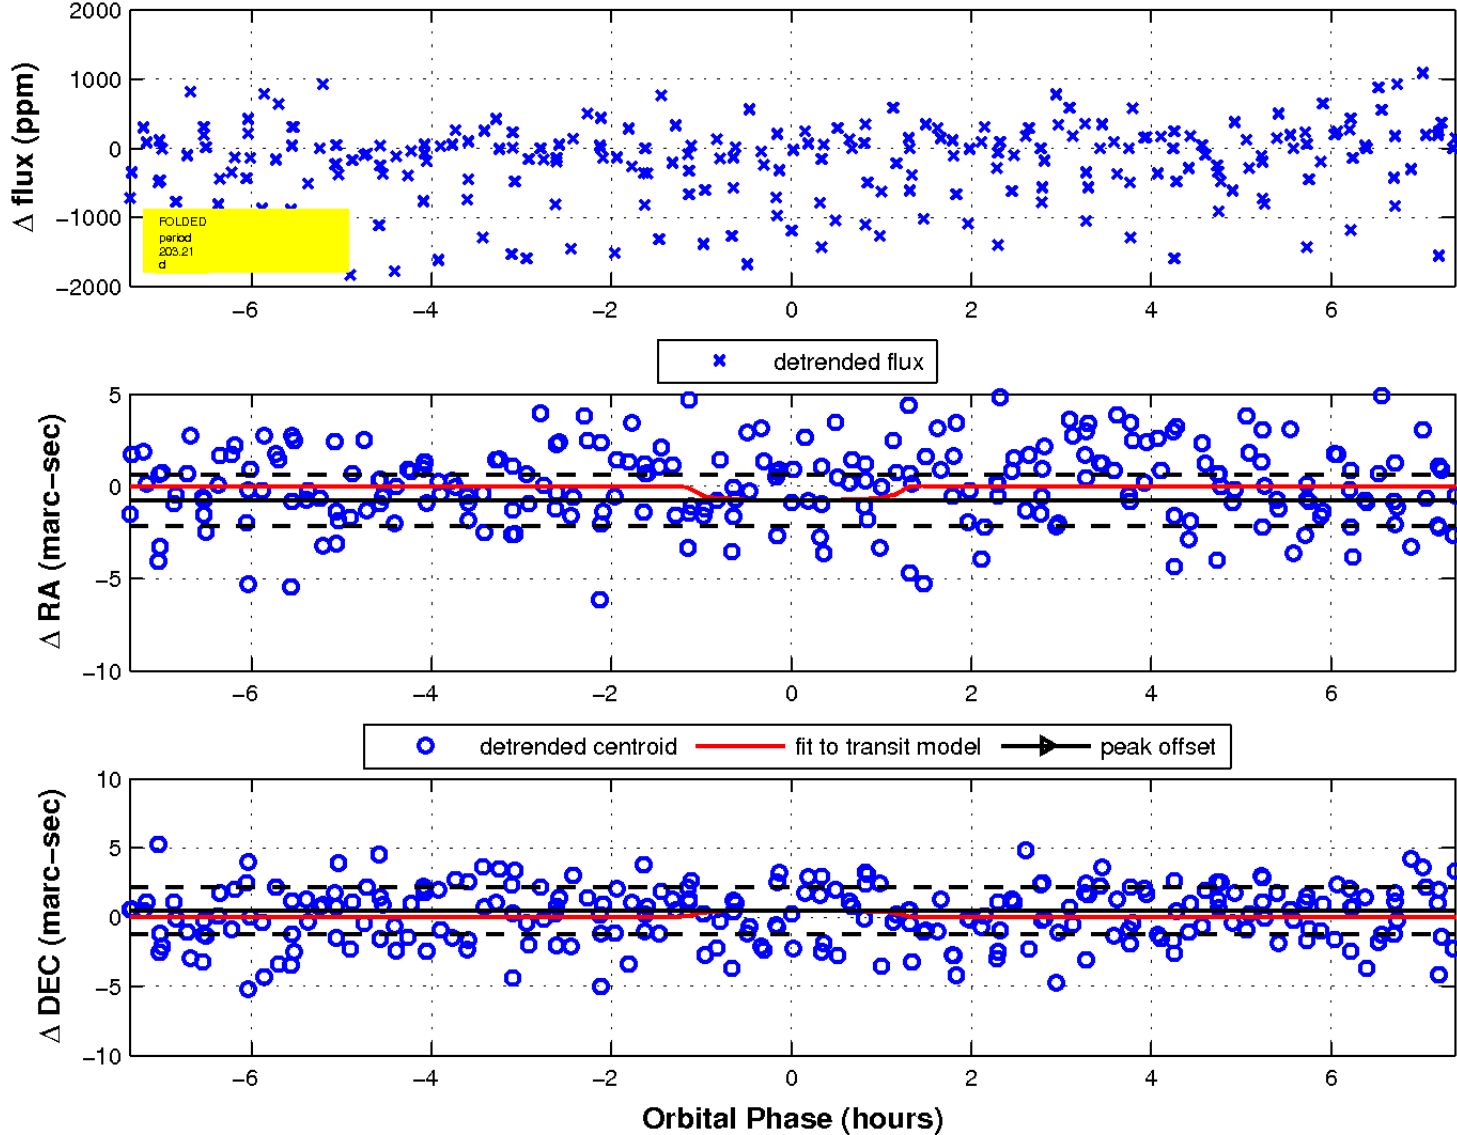 2000
1000
0
−1000
−2000
Δ flux (ppm)
FOLDED
period
203.21
d
−6 −4 −2 0 2 4 6
detrended flux
5
0
−5
−10
Δ RA (marc−sec)
−6 −4 −2 0 2 4 6
detrended centroid fit to transit model peak offset
10
5
0
−5
−10
Δ DEC (marc−sec)
−6 −4 −2 0 2 4 6
Orbital Phase (hours)